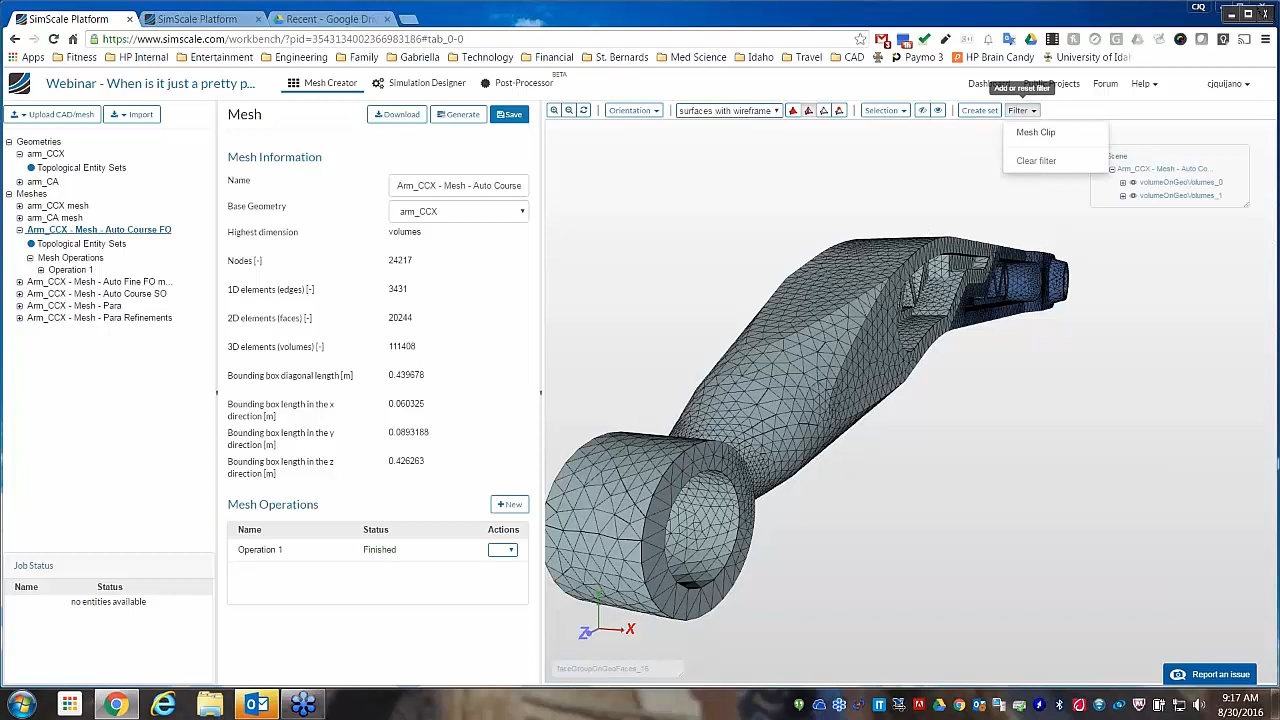 SimScale Platform
SimScale Platform
Recent - Google Dri
CIQ
https://www.simscale.com/workbench/?pid=3543134002366983186#tab_0-0
Apps
Fitness
HP Internal
Entertainment
Engineering
Family
Technology
Financial
St. Bernards
Med Science
Idaho
Travel
CAD
Paymo 3
HP Brain Candy
University of Idah
Webinar - When is it just a pretty p...
Mesh Creator
Simulation Designer
Post-Processor
BETA
Public Projects
Forum
Help
cjquijano
Add or reset filter
Upload CAD/mesh
Import
Mesh
Download
Generate
Save
Orientation
surfaces with wireframe
Selection
Create set
Filter
Mesh Clip
Clear filter
Scene
Arm_CCX - Mesh - Auto Co...
volumeOnGeoVolumes_0
volumeOnGeoVolumes_1
Geometries
arm_CCX
Topological Entity Sets
arm_CA
Meshes
arm_CCX mesh
arm_CA mesh
Arm_CCX - Mesh - Auto Course FO
Topological Entity Sets
Mesh Operations
Operation 1
Arm_CCX - Mesh - Auto Fine FO m...
Arm_CCX - Mesh - Auto Course SO
Arm_CCX - Mesh - Para
Arm_CCX - Mesh - Para Refinements
Mesh Information
Name
Arm_CCX - Mesh - Auto Course
Base Geometry
arm_CCX
Highest dimension
volumes
Nodes [-]
24217
1D elements (edges) [-]
3431
2D elements (faces) [-]
20244
3D elements (volumes) [-]
111408
Bounding box diagonal length [m]
0.439678
Bounding box length in the x
direction [m]
0.060325
Bounding box length in the y
direction [m]
0.0893188
Bounding box length in the z
direction [m]
0.426263
Mesh Operations
New
Name
Status
Actions
Operation 1
Finished
Job Status
Name
Status
no entities available
Z
X
faceGroupOnGeoFaces_16
Report an issue
9:17 AM
8/30/2016